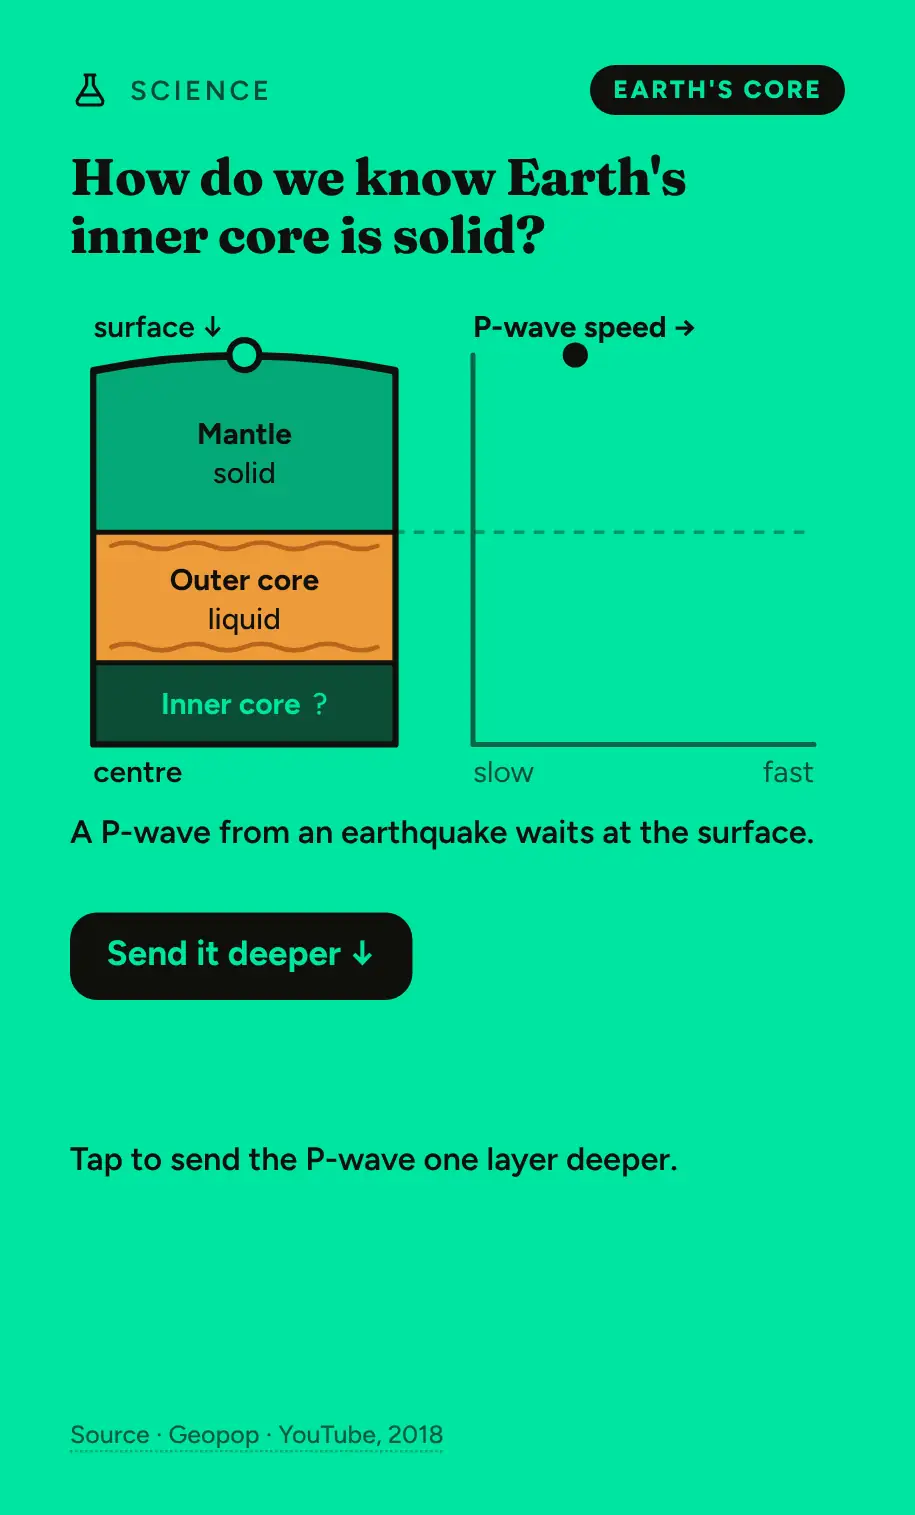 SCIENCE
EARTH'S CORE
How do we know Earth's
inner core is solid?
surface ↓
P-wave speed →
Mantle
solid
Outer core
liquid
Inner core ?
centre
slow
fast
A P-wave from an earthquake waits at the surface.
Send it deeper ↓
Tap to send the P-wave one layer deeper.
Source · Geopop · YouTube, 2018